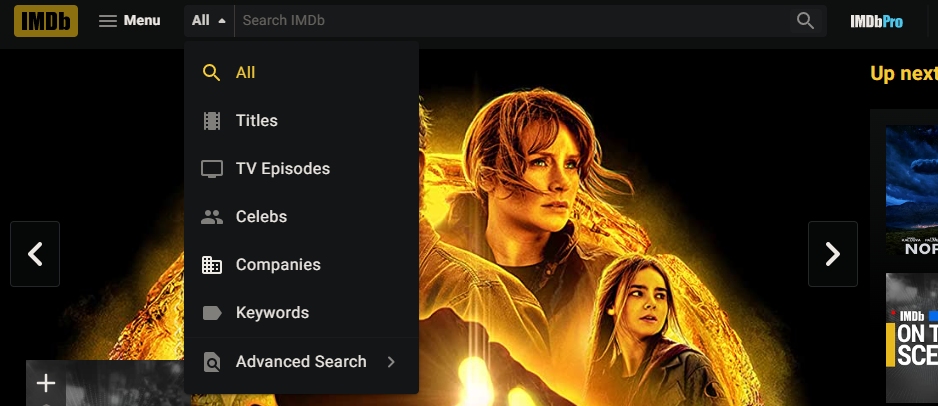 IMDb
Menu
All
Search IMDb
IMDbPro
All
Titles
TV Episodes
Celebs
Companies
Keywords
Advanced Search
Up next
NOP
IMDb
ON T
SCE